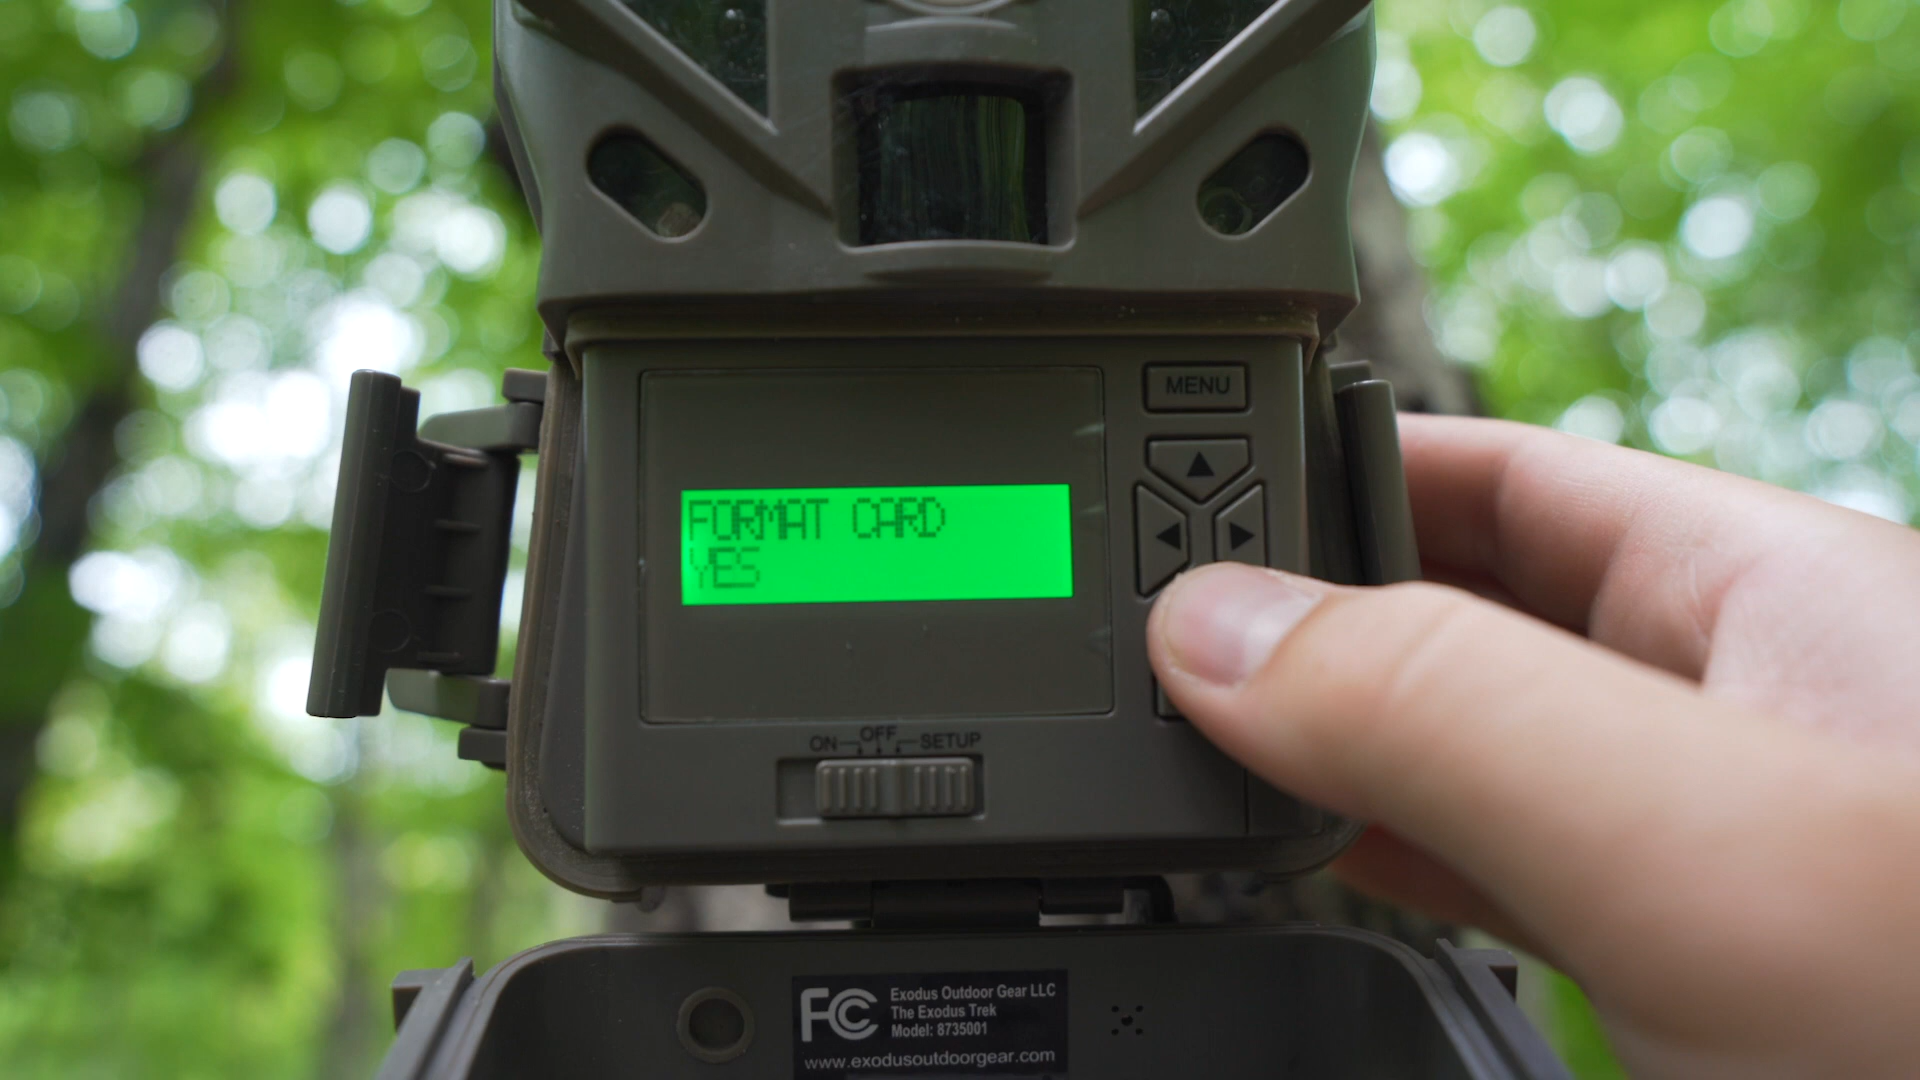 MENU
FORMAT CARD
YES
ON OFF SETUP
FC
Exodus Outdoor Gear LLC
The Exodus Trek
Model: 8735001
www.exodusoutdoorgear.com